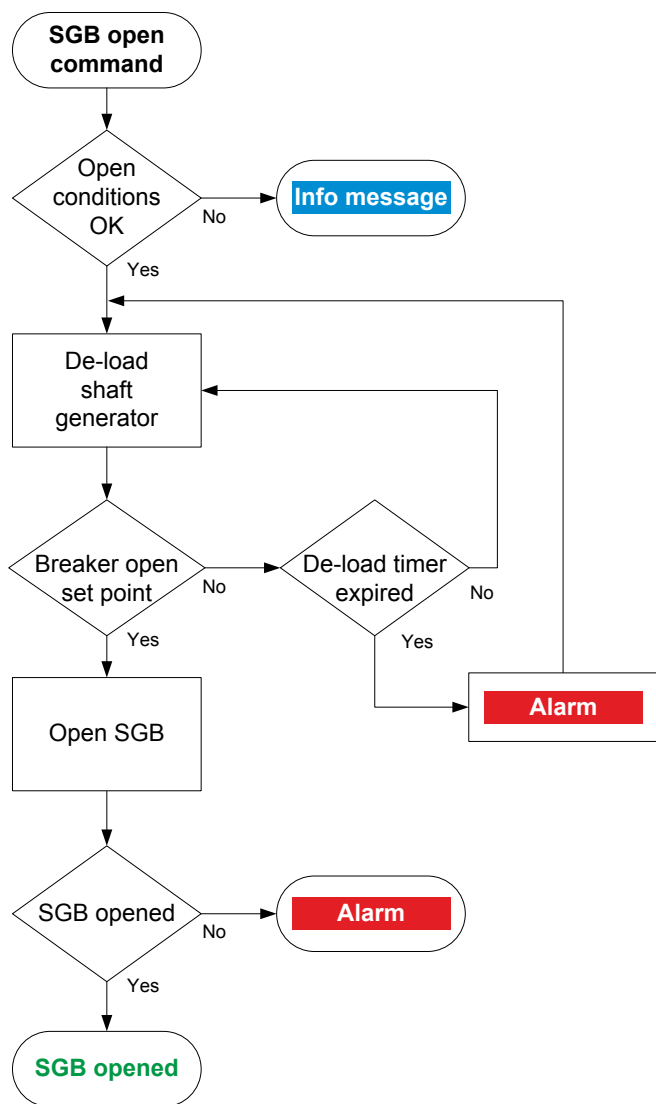 SGB open
command
Open
conditions
OK
No
Info message
Yes
De-load
shaft
generator
Breaker open
set point
No
De-load timer
expired
No
Yes
Yes
Open SGB
Alarm
SGB opened
No
Alarm
Yes
SGB opened